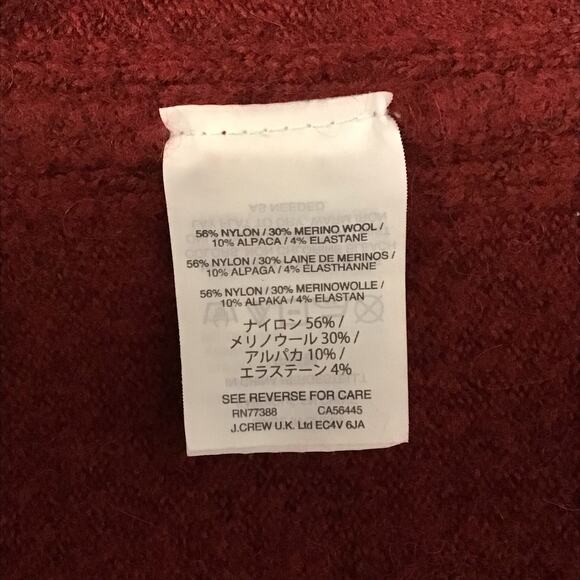 56% NYLON / 30% MERINO WOOL /
10% ALPACA / 4% ELASTANE
56% NYLON / 30% LAINE DE MERINOS /
10% ALPAGA / 4% ÉLASTHANNE
56% NYLON / 30% MERINOWOLLE /
10% ALPAKA / 4% ELASTAN
ナイロン 56% /
メリノウール 30% /
アルパカ 10% /
エラステーン 4%
SEE REVERSE FOR CARE
RN77388 CA56445
J.CREW U.K. Ltd EC4V 6JA